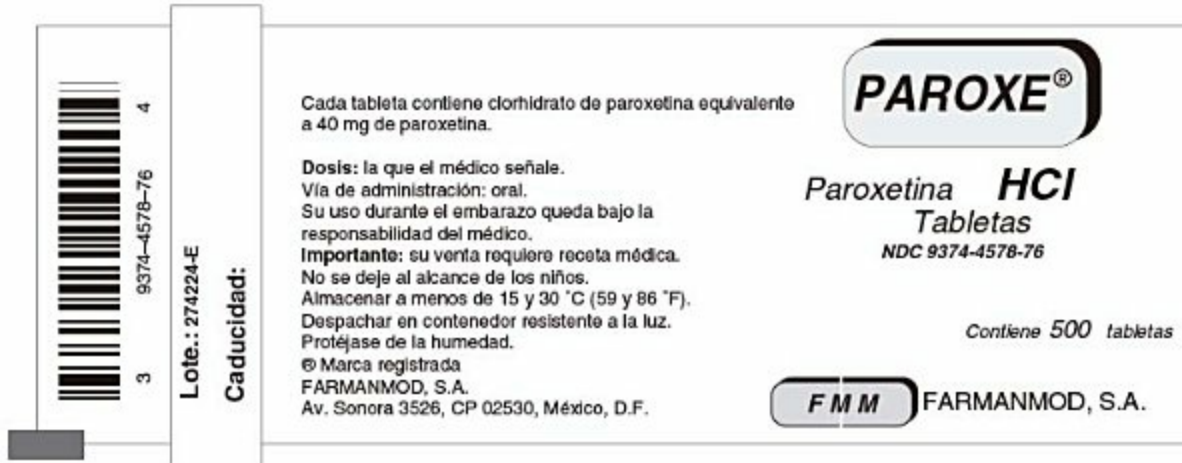 4
9374-4578-76
3
Lote.: 274224-E
Caducidad:
Cada tableta contiene clorhidrato de paroxetina equivalente
a 40 mg de paroxetina.
Dosis: la que el médico señale.
Vía de administración: oral.
Su uso durante el embarazo queda bajo la
responsabilidad del médico.
Importante: su venta requiere receta médica.
No se deje al alcance de los niños.
Almacenar a menos de 15 y 30 °C (59 y 86 °F).
Despachar en contenedor resistente a la luz.
Protéjase de la humedad.
® Marca registrada
FARMANMOD, S.A.
Av. Sonora 3526, CP 02530, México, D.F.
PAROXE®
Paroxetina HCl
Tabletas
NDC 9374-4578-76
Contiene 500 tabletas
FMM FARMANMOD, S.A.